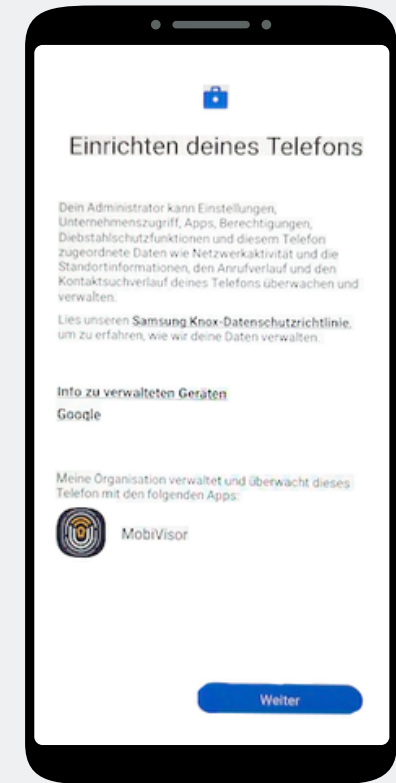 Einrichten deines Telefons
Dein Administrator kann Einstellungen,
Unternehmenszugriff, Apps, Berechtigungen,
Diebstahlschutzfunktionen und diesem Telefon
zugeordnete Daten wie Netzwerkaktivität und die
Standortinformationen, den Anrufverlauf und den
Kontaktsuchverlauf deines Telefons überwachen und
verwalten.
Lies unseren Samsung Knox-Datenschutzrichtlinie,
um zu erfahren, wie wir deine Daten verwalten.
Info zu verwalteten Geräten
Google
Meine Organisation verwaltet und überwacht dieses
Telefon mit den folgenden Apps:
MobiVisor
Weiter